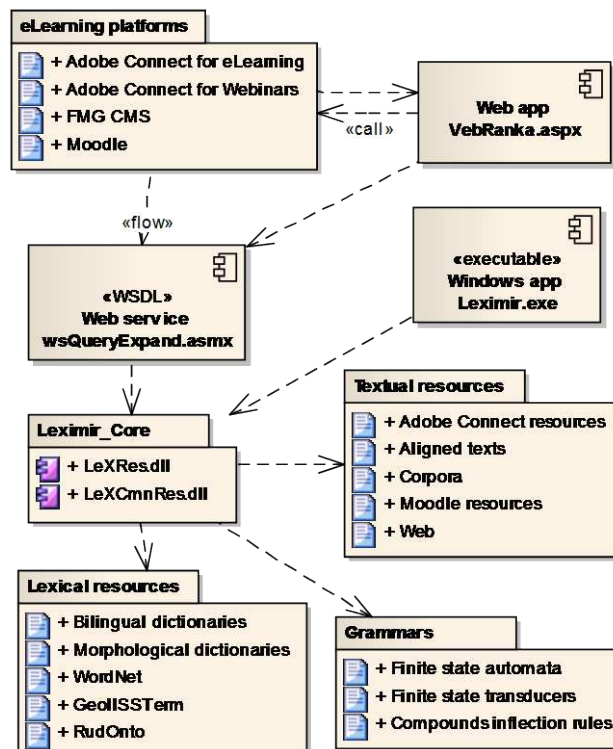 eLearning platforms
+ Adobe Connect for eLearning
+ Adobe Connect for Webinars
+ FMG CMS
+ Moodle
«call»
Web app
VebRanka.aspx
«flow»
«WSDL»
Web service
wsQueryExpand.asmx
«executable»
Windows app
Leximir.exe
Leximir_Core
+ LeXRes.dll
+ LeXCmnRes.dll
Textual resources
+ Adobe Connect resources
+ Aligned texts
+ Corpora
+ Moodle resources
+ Web
Lexical resources
+ Bilingual dictionaries
+ Morphological dictionaries
+ WordNet
+ GeolISSTerm
+ RudOnto
Grammars
+ Finite state automata
+ Finite state transducers
+ Compounds inflection rules